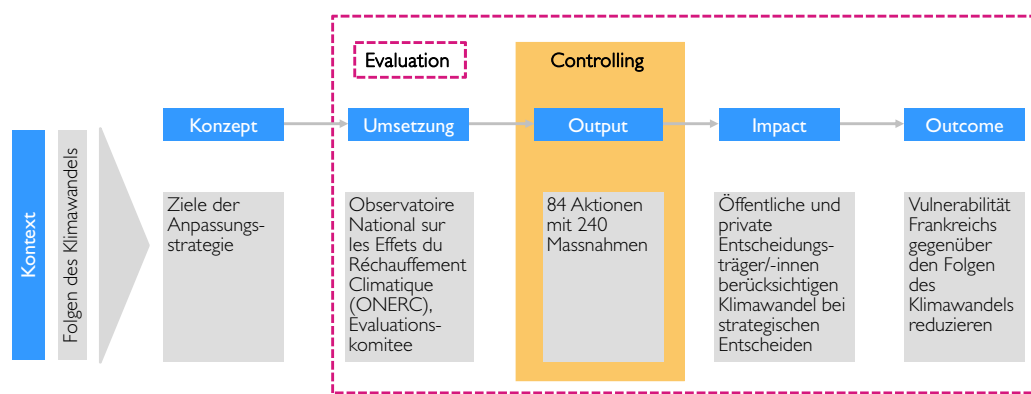 Evaluation
Controlling
Konzept
Umsetzung
Output
Impact
Outcome
Kontext
Folgen des Klimawandels
Ziele der
Anpassungs-
strategie
Observatoire
National sur
les Effets du
Réchauffement
Climatique
(ONERC),
Evaluations-
komitee
84 Aktionen
mit 240
Massnahmen
Öffentliche und
private
Entscheidungs-
träger/-innen
berücksichtigen
Klimawandel bei
strategischen
Entscheiden
Vulnerabilität
Frankreichs
gegenüber
den Folgen
des
Klimawandels
reduzieren